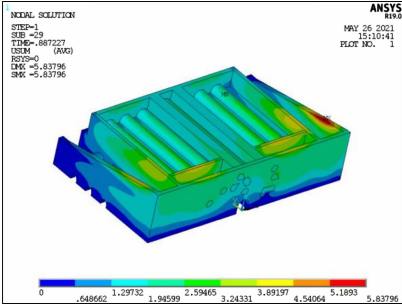 1
NODAL SOLUTION
STEP=1
SUB =29
TIME=.887227
USUM (AVG)
RSYS=0
DMX =5.83796
SMX =5.83796
ANSYS
R19.0
MAY 26 2021
15:10:41
PLOT NO. 1
0 1.29732 2.59465 3.89197 5.1893
.648662 1.94599 3.24331 4.54064 5.83796